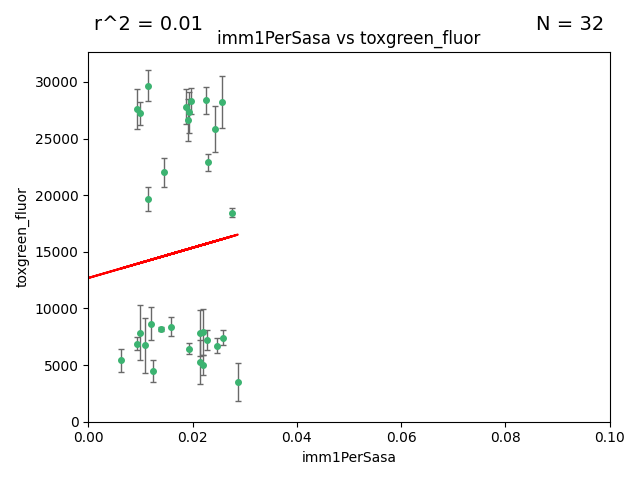 r^2 = 0.01
N = 32
imm1PerSasa vs toxgreen_fluor
30000
25000
20000
15000
10000
5000
0
toxgreen_fluor
0.00
0.02
0.04
0.06
0.08
0.10
imm1PerSasa